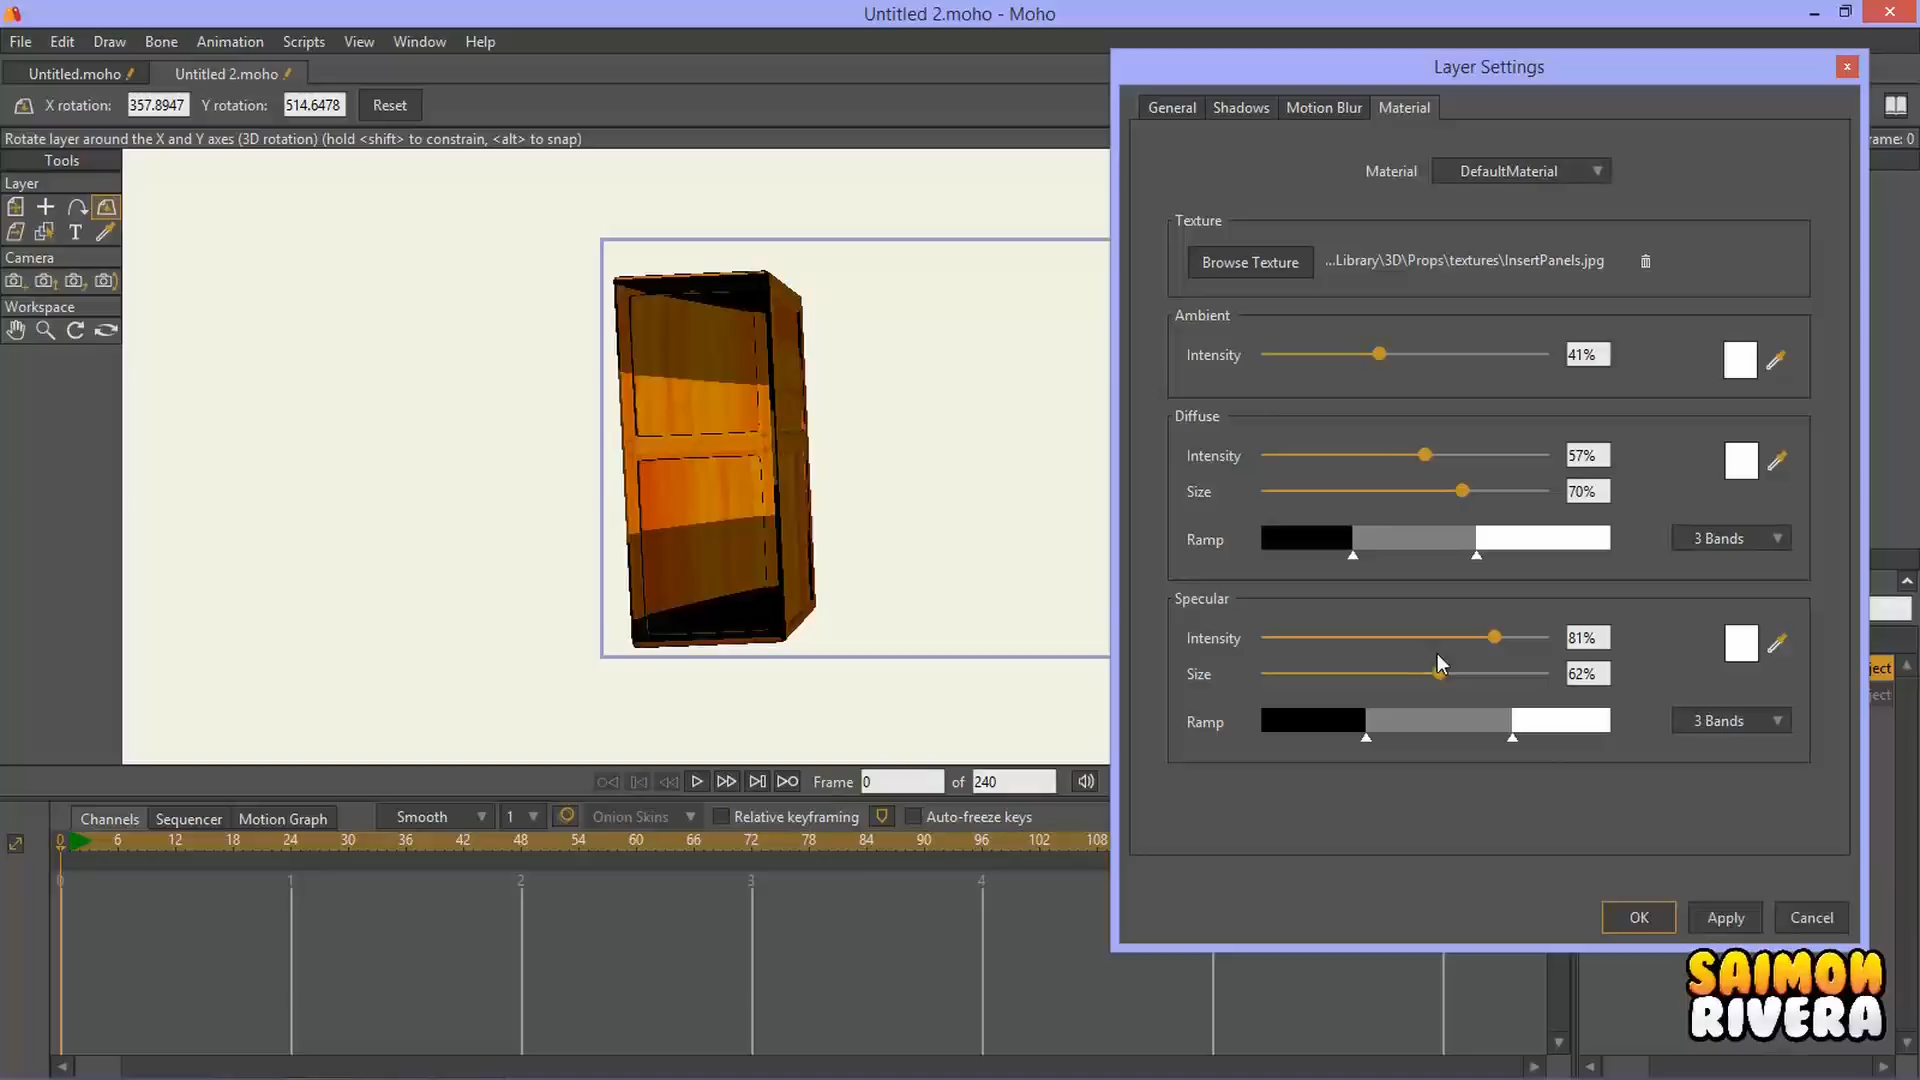 Untitled 2.moho - Moho
File Edit Draw Bone Animation Scripts View Window Help
Untitled.moho Untitled 2.moho
X rotation: 357.8947 Y rotation: 514.6478 Reset
Rotate layer around the X and Y axes (3D rotation) (hold <shift> to constrain, <alt> to snap)
rame: 0
Tools
Layer
T
Camera
Workspace
Layer Settings
General Shadows Motion Blur Material
Material DefaultMaterial
Texture
Browse Texture ...Library\3D\Props\textures\InsertPanels.jpg
Ambient
Intensity 41%
Diffuse
Intensity 57%
Size 70%
Ramp 3 Bands
Specular
Intensity 81%
Size 62%
Ramp 3 Bands
OK Apply Cancel
ject
ject
Frame 0 of 240
Channels Sequencer Motion Graph Smooth 1 Onion Skins Relative keyframing Auto-freeze keys
0 6 12 18 24 30 36 42 48 54 60 66 72 78 84 90 96 102 108
0 1 2 3 4
SAIMON
RIVERA